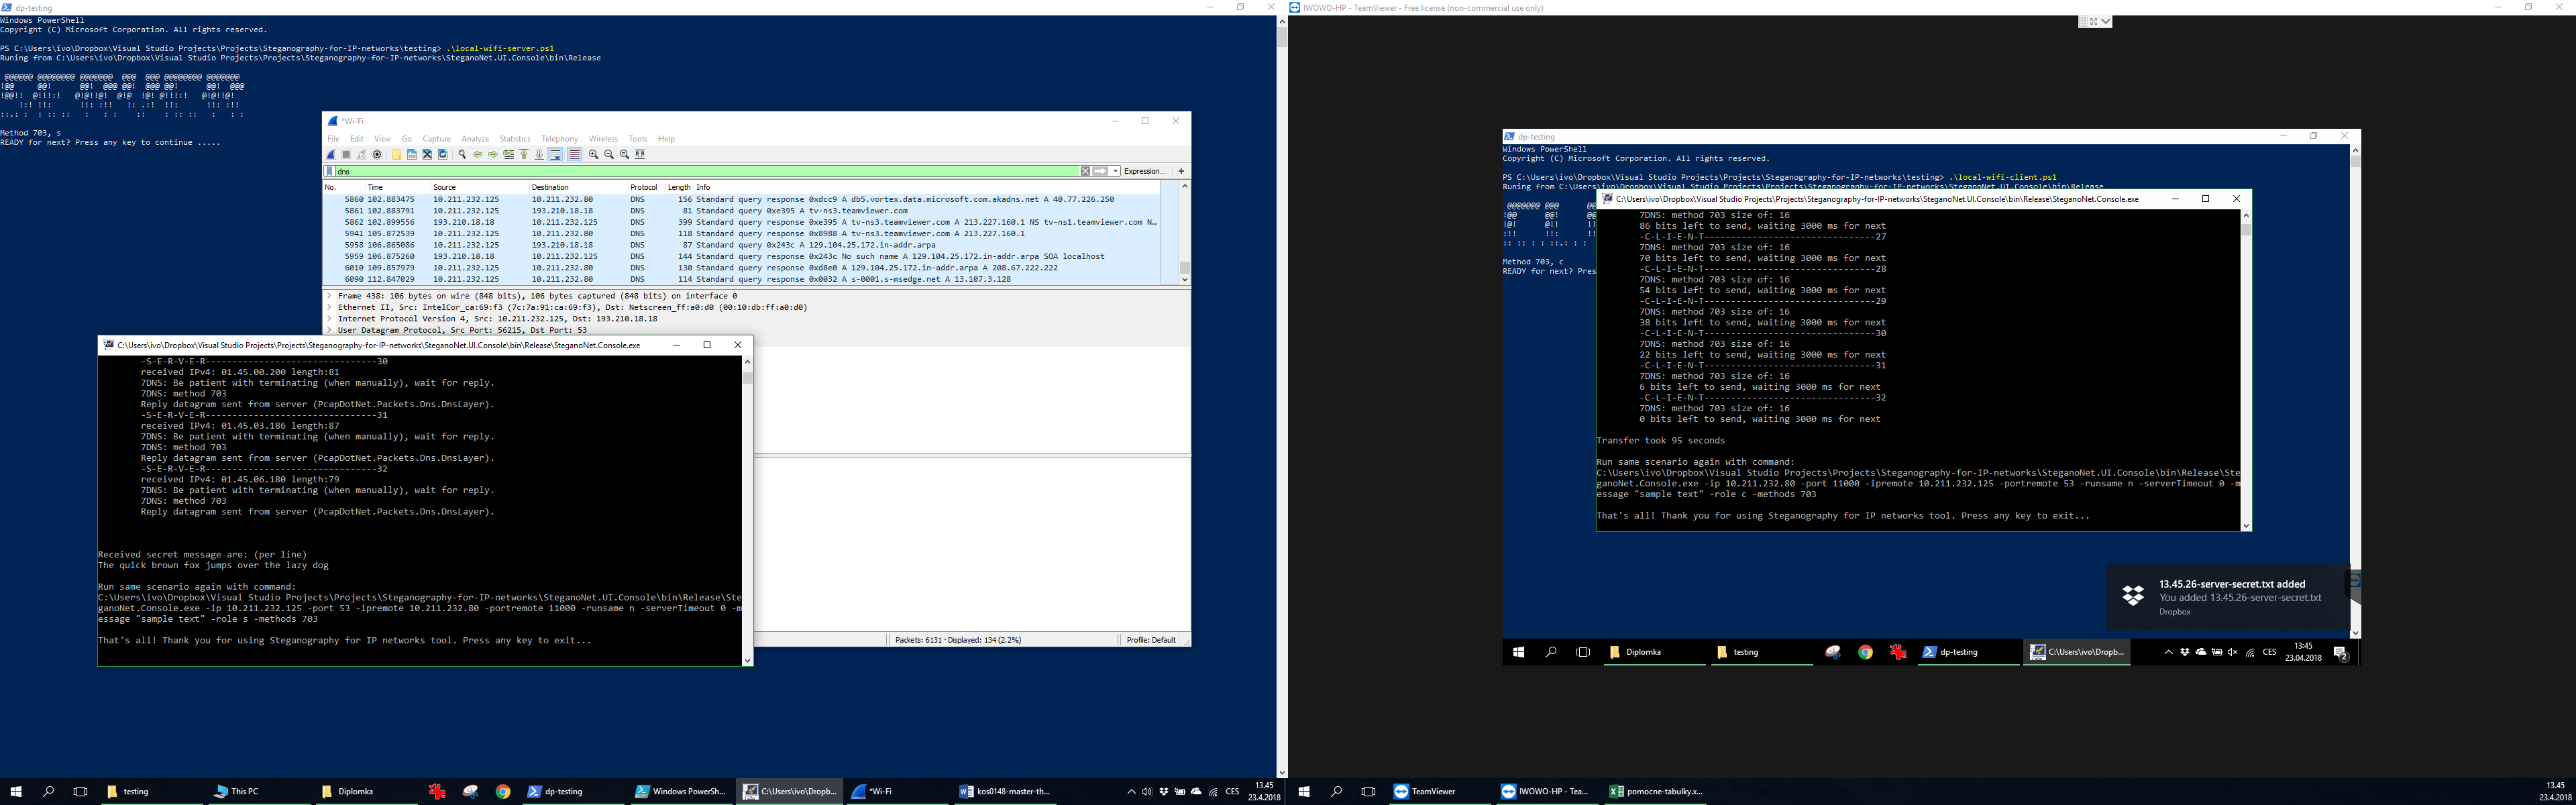 dp-testing
Windows PowerShell
Copyright (C) Microsoft Corporation. All rights reserved.
PS C:\Users\ivo\Dropbox\Visual Studio Projects\Projects\Steganography-for-IP-networks\testing> .\local-wifi-server.ps1
Runing from C:\Users\ivo\Dropbox\Visual Studio Projects\Projects\Steganography-for-IP-networks\SteganoNet.UI.Console\bin\Release
Method 703, s
READY for next? Press any key to continue .....
*Wi-Fi
File Edit View Go Capture Analyze Statistics Telephony Wireless Tools Help
dns
Expression... +
No. Time Source Destination Protocol Length Info
5860 102.883475 10.211.232.125 10.211.232.80 DNS 156 Standard query response 0xdcc9 A db5.vortex.data.microsoft.com.akadns.net A 40.77.226.250
5861 102.883791 10.211.232.125 193.210.18.18 DNS 81 Standard query 0xe395 A tv-ns3.teamviewer.com
5862 102.899556 193.210.18.18 10.211.232.125 DNS 399 Standard query response 0xe395 A tv-ns3.teamviewer.com A 213.227.160.1 NS tv-ns1.teamviewer.com N...
5941 105.872539 10.211.232.125 10.211.232.80 DNS 118 Standard query response 0x8988 A tv-ns3.teamviewer.com A 213.227.160.1
5958 106.865086 10.211.232.125 193.210.18.18 DNS 87 Standard query 0x243c A 129.104.25.172.in-addr.arpa
5959 106.875260 193.210.18.18 10.211.232.125 DNS 144 Standard query response 0x243c No such name A 129.104.25.172.in-addr.arpa SOA localhost
6010 109.857979 10.211.232.125 10.211.232.80 DNS 130 Standard query response 0xd8e0 A 129.104.25.172.in-addr.arpa A 208.67.222.222
6090 112.847029 10.211.232.125 10.211.232.80 DNS 114 Standard query response 0x0032 A s-0001.s-msedge.net A 13.107.3.128
Frame 438: 106 bytes on wire (848 bits), 106 bytes captured (848 bits) on interface 0
Ethernet II, Src: IntelCor_ca:69:f3 (7c:7a:91:ca:69:f3), Dst: Netscreen_ff:a0:d0 (00:10:db:ff:a0:d0)
Internet Protocol Version 4, Src: 10.211.232.125, Dst: 193.210.18.18
User Datagram Protocol, Src Port: 56215, Dst Port: 53
Packets: 6131 · Displayed: 134 (2.2%) Profile: Default
C:\Users\ivo\Dropbox\Visual Studio Projects\Projects\Steganography-for-IP-networks\SteganoNet.UI.Console\bin\Release\SteganoNet.Console.exe
-S-E-R-V-E-R--------------------------------30
received IPv4: 01.45.00.200 length:81
7DNS: Be patient with terminating (when manually), wait for reply.
7DNS: method 703
Reply datagram sent from server (PcapDotNet.Packets.Dns.DnsLayer).
-S-E-R-V-E-R--------------------------------31
received IPv4: 01.45.03.186 length:87
7DNS: Be patient with terminating (when manually), wait for reply.
7DNS: method 703
Reply datagram sent from server (PcapDotNet.Packets.Dns.DnsLayer).
-S-E-R-V-E-R--------------------------------32
received IPv4: 01.45.06.180 length:79
7DNS: Be patient with terminating (when manually), wait for reply.
7DNS: method 703
Reply datagram sent from server (PcapDotNet.Packets.Dns.DnsLayer).
Received secret message are: (per line)
The quick brown fox jumps over the lazy dog
Run same scenario again with command:
C:\Users\ivo\Dropbox\Visual Studio Projects\Projects\Steganography-for-IP-networks\SteganoNet.UI.Console\bin\Release\Ste
ganoNet.Console.exe -ip 10.211.232.125 -port 53 -ipremote 10.211.232.80 -portremote 11000 -runsame n -serverTimeout 0 -m
essage "sample text" -role s -methods 703
That's all! Thank you for using Steganography for IP networks tool. Press any key to exit...
testing This PC Diplomka dp-testing Windows PowerSh... C:\Users\ivo\Dropb... *Wi-Fi kos0148-master-th... CES 13.45
23.4.2018
IWOWO-HP - TeamViewer - Free license (non-commercial use only)
dp-testing
Windows PowerShell
Copyright (C) Microsoft Corporation. All rights reserved.
PS C:\Users\ivo\Dropbox\Visual Studio Projects\Projects\Steganography-for-IP-networks\testing> .\local-wifi-client.ps1
Runing from C:\Users\ivo\Dropbox\Visual Studio Projects\Projects\Steganography-for-IP-networks\SteganoNet.UI.Console\bin\Release
Method 703, c
READY for next? Pres
C:\Users\ivo\Dropbox\Visual Studio Projects\Projects\Steganography-for-IP-networks\SteganoNet.UI.Console\bin\Release\SteganoNet.Console.exe
7DNS: method 703 size of: 16
86 bits left to send, waiting 3000 ms for next
-C-L-I-E-N-T--------------------------------27
7DNS: method 703 size of: 16
70 bits left to send, waiting 3000 ms for next
-C-L-I-E-N-T--------------------------------28
7DNS: method 703 size of: 16
54 bits left to send, waiting 3000 ms for next
-C-L-I-E-N-T--------------------------------29
7DNS: method 703 size of: 16
38 bits left to send, waiting 3000 ms for next
-C-L-I-E-N-T--------------------------------30
7DNS: method 703 size of: 16
22 bits left to send, waiting 3000 ms for next
-C-L-I-E-N-T--------------------------------31
7DNS: method 703 size of: 16
6 bits left to send, waiting 3000 ms for next
-C-L-I-E-N-T--------------------------------32
7DNS: method 703 size of: 16
0 bits left to send, waiting 3000 ms for next
Transfer took 95 seconds
Run same scenario again with command:
C:\Users\ivo\Dropbox\Visual Studio Projects\Projects\Steganography-for-IP-networks\SteganoNet.UI.Console\bin\Release\Ste
ganoNet.Console.exe -ip 10.211.232.80 -port 11000 -ipremote 10.211.232.125 -portremote 53 -runsame n -serverTimeout 0 -m
essage "sample text" -role c -methods 703
That's all! Thank you for using Steganography for IP networks tool. Press any key to exit...
13.45.26-server-secret.txt added
You added 13.45.26-server-secret.txt
Dropbox
Diplomka testing dp-testing C:\Users\ivo\Dropb... CES 13:45
23.04.2018
2
TeamViewer IWOWO-HP - Tea... pomocne-tabulky.x... 13.45
23.4.2018